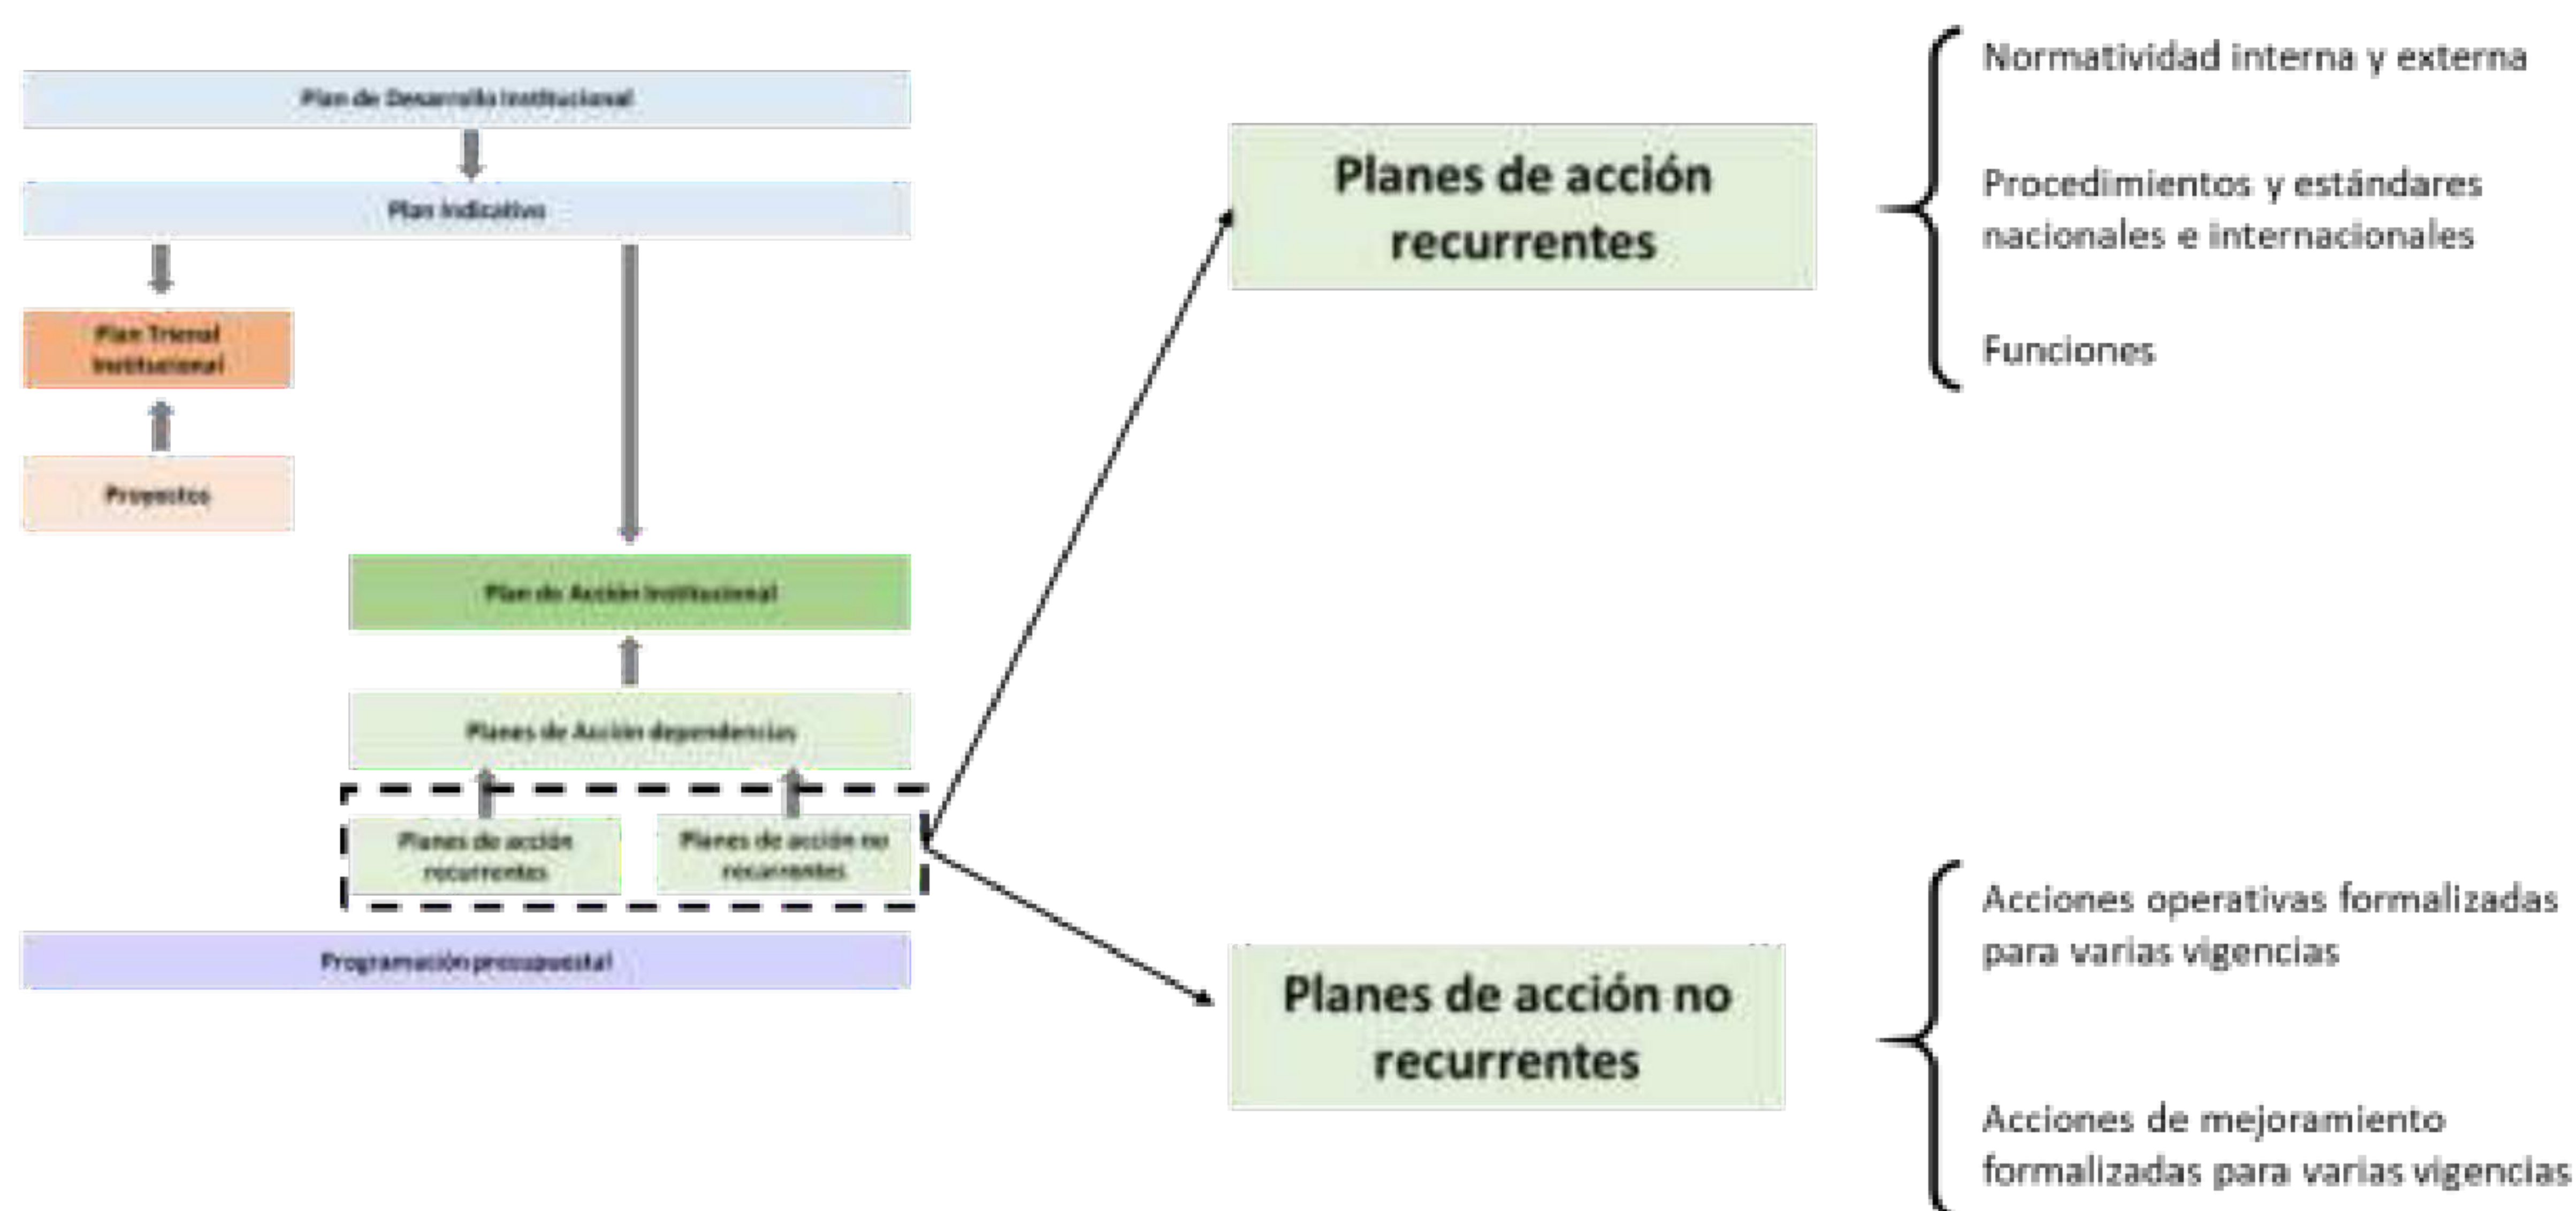 Plan de Desarrollo Institucional
Plan Indicativo
Plan Trienal
Institucional
Proyectos
Plan de Acción Institucional
Planes de Acción dependencias
Planes de acción
recurrentes
Planes de acción no
recurrentes
Programación presupuestal
Planes de acción
recurrentes
Normatividad interna y externa
Procedimientos y estándares
nacionales e internacionales
Funciones
Planes de acción no
recurrentes
Acciones operativas formalizadas
para varias vigencias
Acciones de mejoramiento
formalizadas para varias vigencias